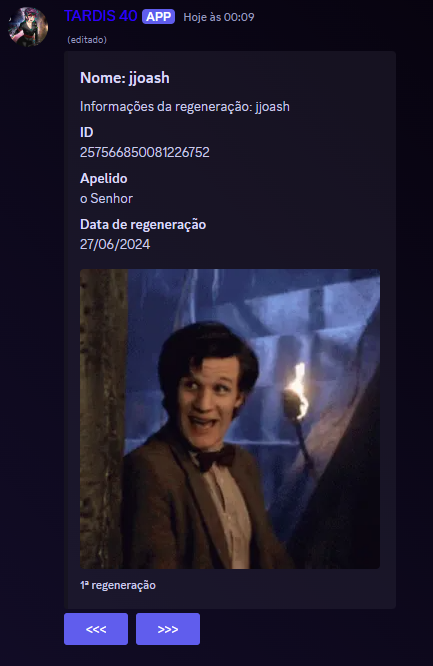 TARDIS 40 APP Hoje às 00:09
(editado)
Nome: jjoash
Informações da regeneração: jjoash
ID
257566850081226752
Apelido
o Senhor
Data de regeneração
27/06/2024
1ª regeneração
<<< >>>